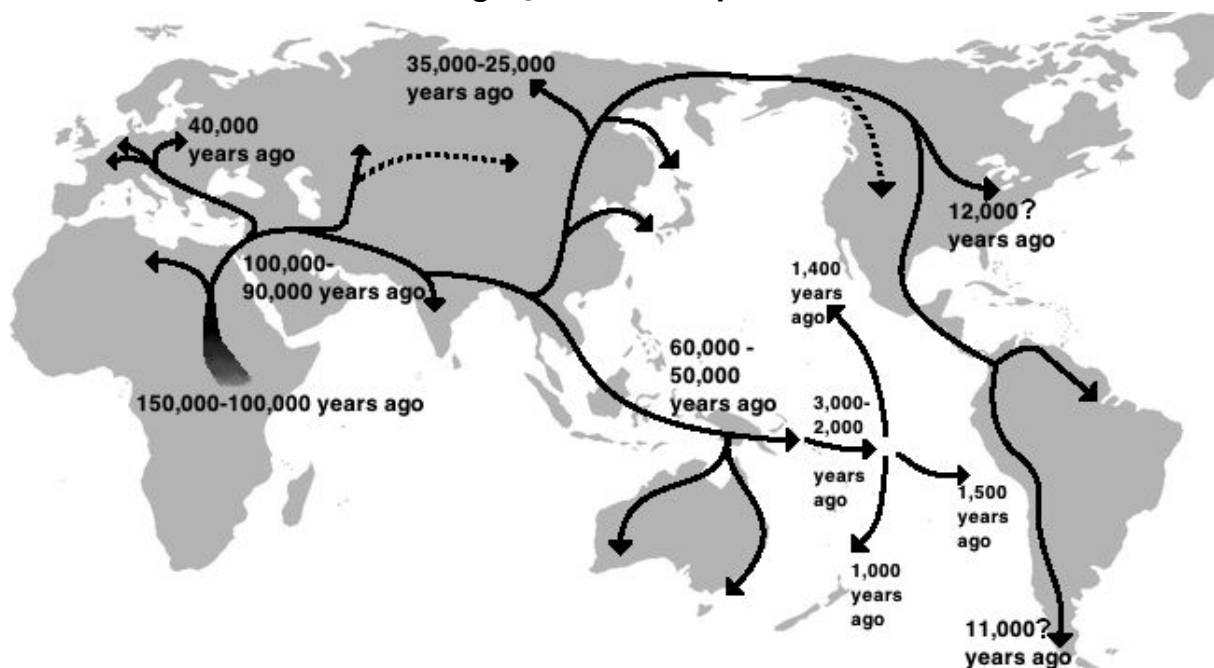 35,000-25,000
years ago
40,000
years ago
12,000?
years ago
100,000-
90,000 years ago
1,400
years
ago
60,000 -
50,000
years ago
150,000-100,000 years ago
3,000-
2,000
years
ago
1,500
years
ago
1,000
years
ago
11,000?
years ago